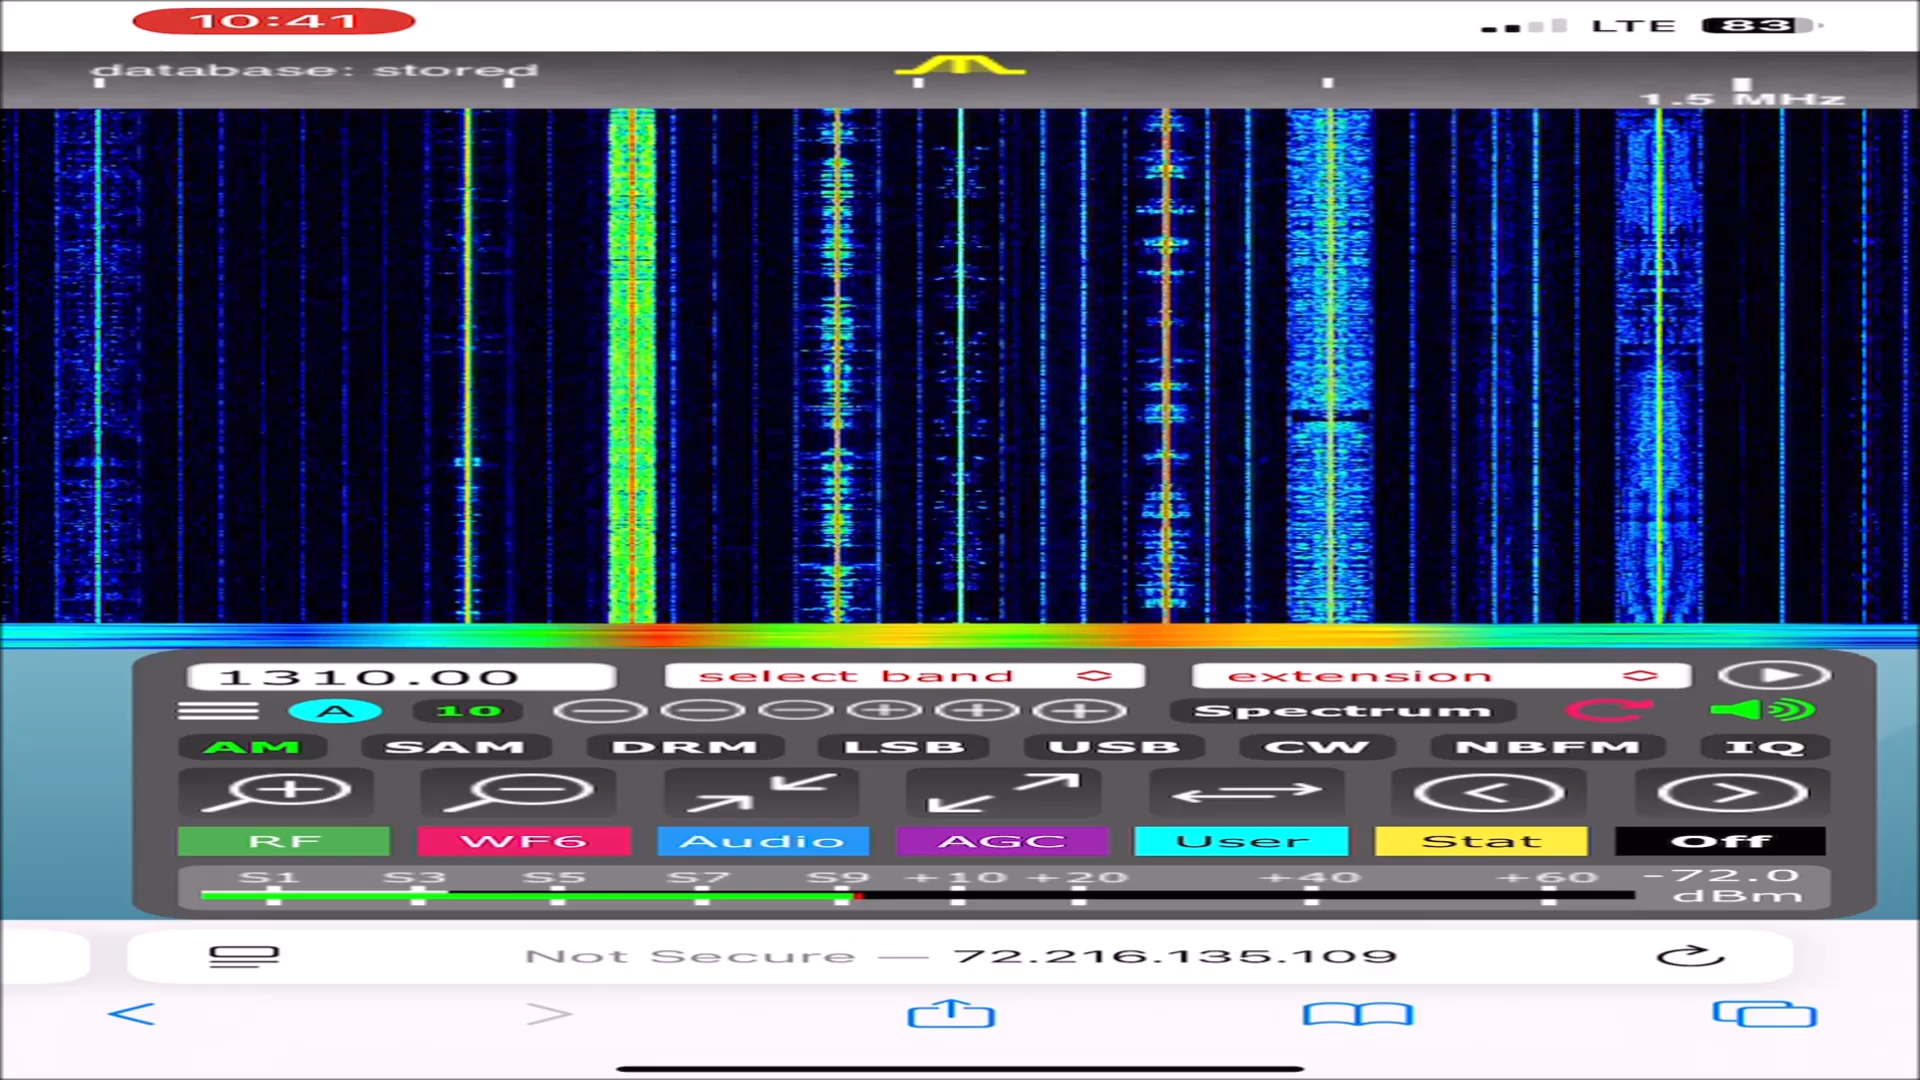 10:41 LTE 83
database: stored
1.5 MHz
1310.00 select band extension
A 10 Spectrum
AM SAM DRM LSB USB CW NBFM IQ
RF WF6 Audio AGC User Stat Off
S1 S3 S5 S7 S9 +10 +20 +40 +60 -72.0
dBm
Not Secure — 72.216.135.109